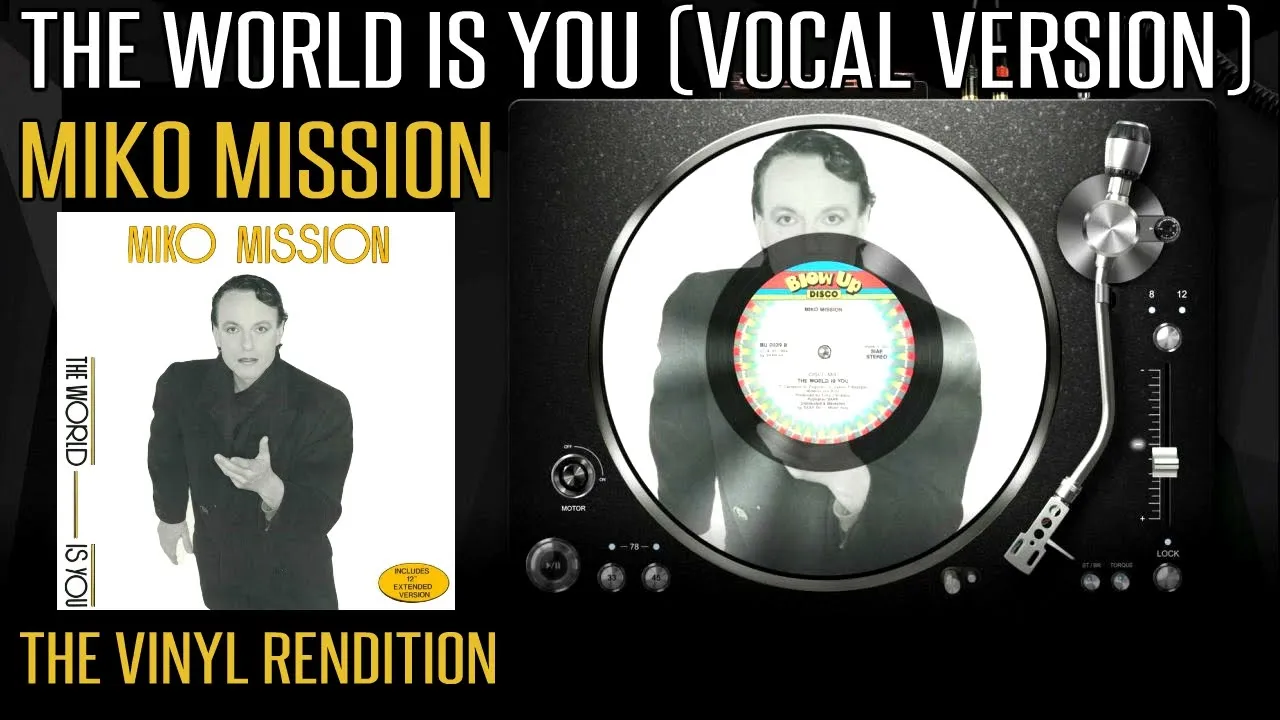 THE WORLD IS YOU (VOCAL VERSION)
MIKO MISSION
MIKO MISSION
THE WORLD IS YOU
INCLUDES
12"
EXTENDED
VERSION
THE VINYL RENDITION
BLOW UP
DISCO
MIKO MISSION
STEREO
THE WORLD IS YOU
OFF
ON
MOTOR
78
33
45
8 12
-
+
LOCK
ST / BR TORQUE